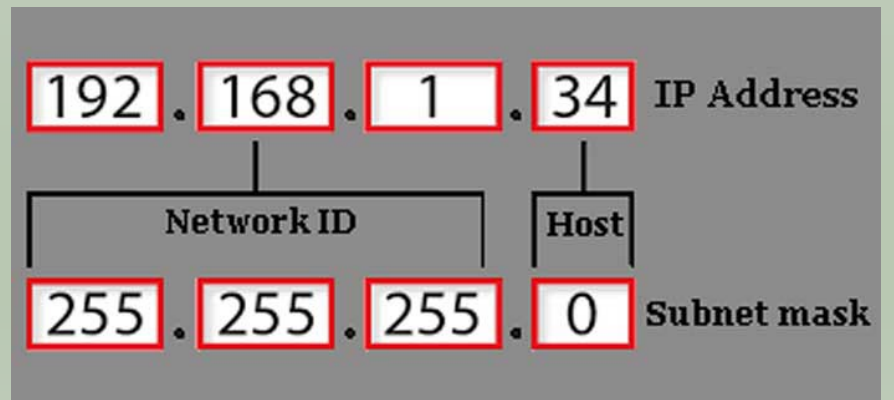 192 . 168 . 1 . 34 IP Address
Network ID Host
255 . 255 . 255 . 0 Subnet mask